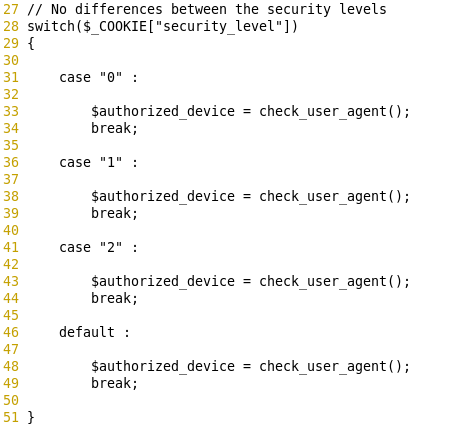 27 // No differences between the security levels
28 switch($_COOKIE["security_level"])
29 {
30
31     case "0" :
32
33         $authorized_device = check_user_agent();
34         break;
35
36     case "1" :
37
38         $authorized_device = check_user_agent();
39         break;
40
41     case "2" :
42
43         $authorized_device = check_user_agent();
44         break;
45
46     default :
47
48         $authorized_device = check_user_agent();
49         break;
50
51 }